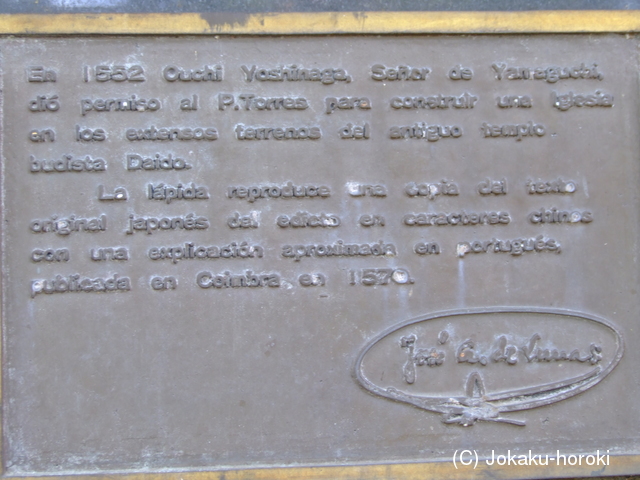 En 1552 Ouchi Yoshinaga, Señor de Yamaguchi,
dió permiso al P. Torres para construir una Iglesia
en los extensos terrenos del antiguo templo
budista Daido.
La lápida reproduce una copia del texto
original japonés del edicto en caracteres chinos
con una explicación aproximada en portugués,
publicada en Coimbra, en 1570.
José
de
(C) Jokaku-horoki